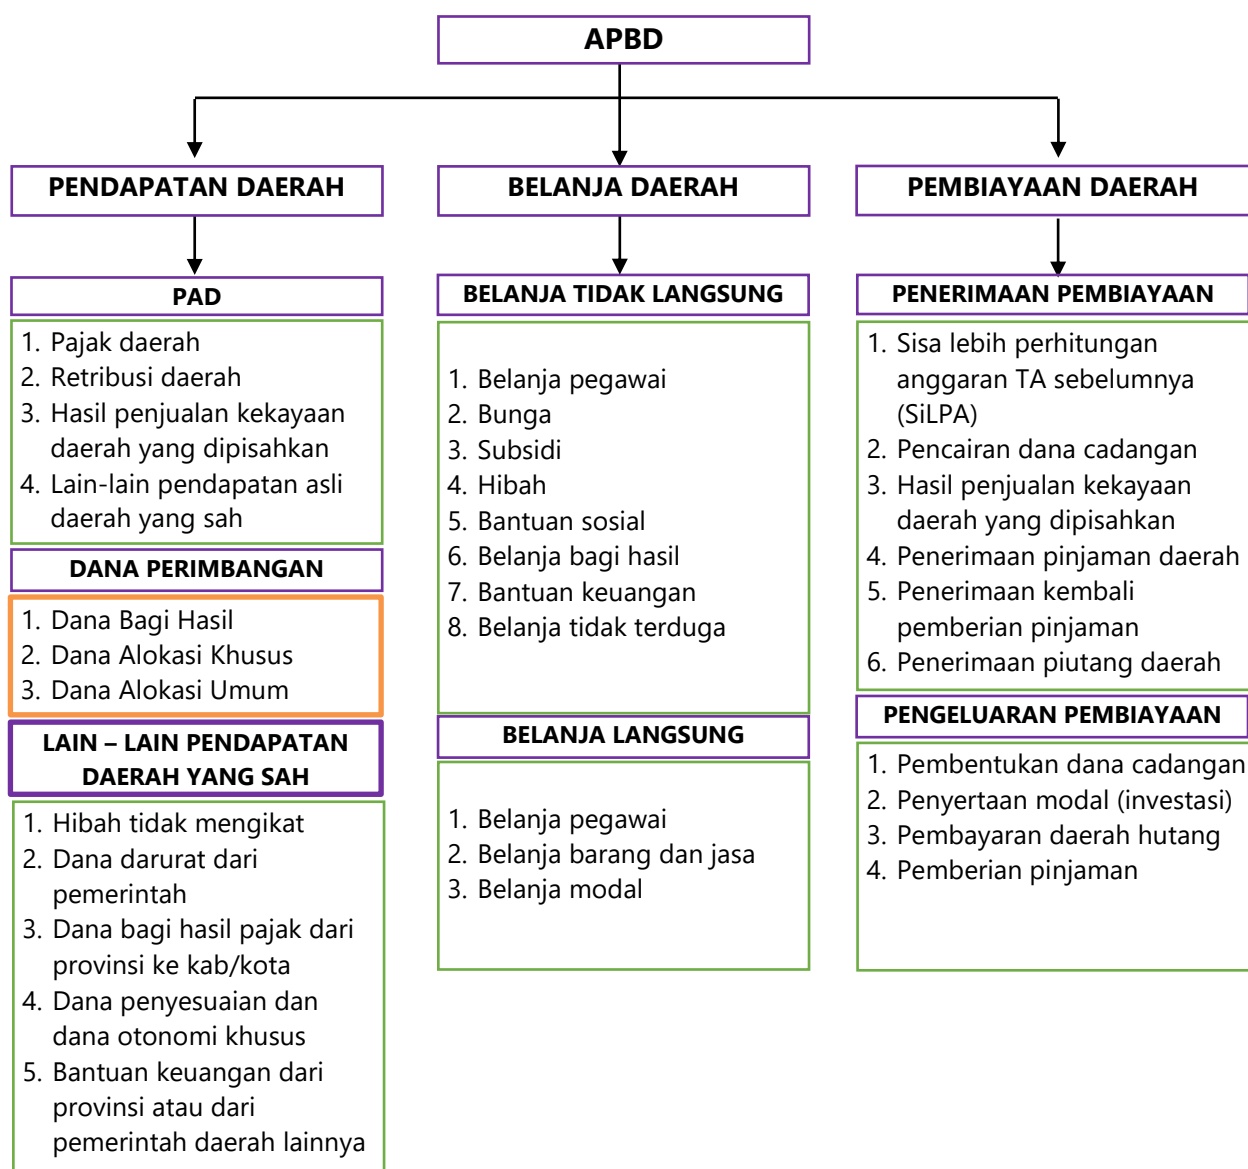 APBD
PENDAPATAN DAERAH
PAD
1. Pajak daerah
2. Retribusi daerah
3. Hasil penjualan kekayaan
daerah yang dipisahkan
4. Lain-lain pendapatan asli
daerah yang sah
DANA PERIMBANGAN
1. Dana Bagi Hasil
2. Dana Alokasi Khusus
3. Dana Alokasi Umum
LAIN – LAIN PENDAPATAN
DAERAH YANG SAH
1. Hibah tidak mengikat
2. Dana darurat dari
pemerintah
3. Dana bagi hasil pajak dari
provinsi ke kab/kota
4. Dana penyesuaian dan
dana otonomi khusus
5. Bantuan keuangan dari
provinsi atau dari
pemerintah daerah lainnya
BELANJA DAERAH
BELANJA TIDAK LANGSUNG
1. Belanja pegawai
2. Bunga
3. Subsidi
4. Hibah
5. Bantuan sosial
6. Belanja bagi hasil
7. Bantuan keuangan
8. Belanja tidak terduga
BELANJA LANGSUNG
1. Belanja pegawai
2. Belanja barang dan jasa
3. Belanja modal
PEMBIAYAAN DAERAH
PENERIMAAN PEMBIAYAAN
1. Sisa lebih perhitungan
anggaran TA sebelumnya
(SiLPA)
2. Pencairan dana cadangan
3. Hasil penjualan kekayaan
daerah yang dipisahkan
4. Penerimaan pinjaman daerah
5. Penerimaan kembali
pemberian pinjaman
6. Penerimaan piutang daerah
PENGELUARAN PEMBIAYAAN
1. Pembentukan dana cadangan
2. Penyertaan modal (investasi)
3. Pembayaran daerah hutang
4. Pemberian pinjaman